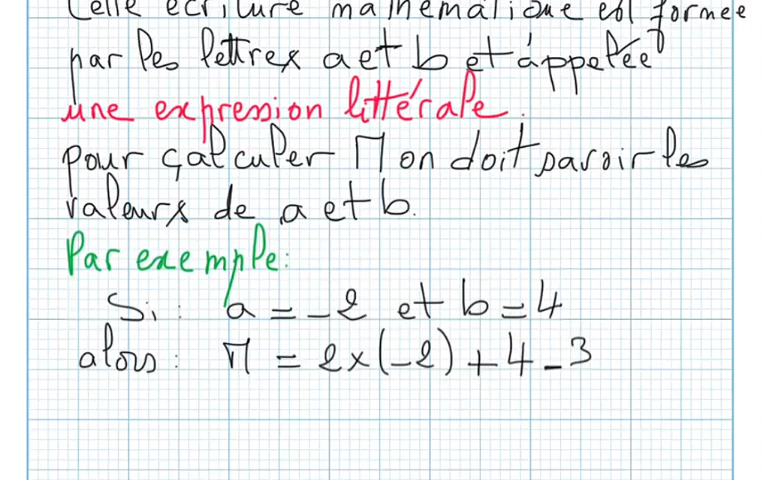 Cette écriture mathématique est formée
par les lettres a et b et appelée
une expression littérale.
pour calculer M on doit savoir les
valeurs de a et b.
Par exemple:
Si: a = -2 et b = 4
alors: M = 2×(-2) + 4 - 3